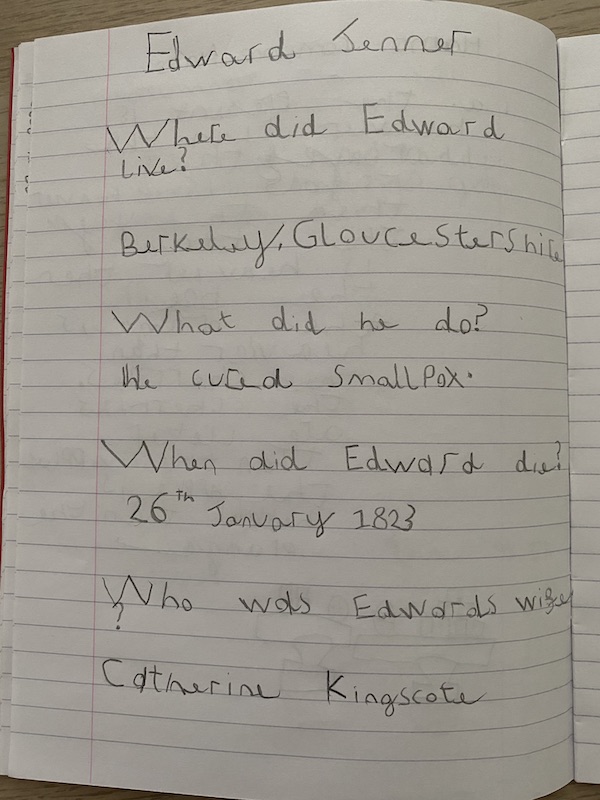 Edward Jenner
Where did Edward
live?
Berkeley, Gloucestershire
What did he do?
He cured smallpox.
When did Edward die?
26th January 1823
Who was Edwards wife
?
Catherine Kingscote